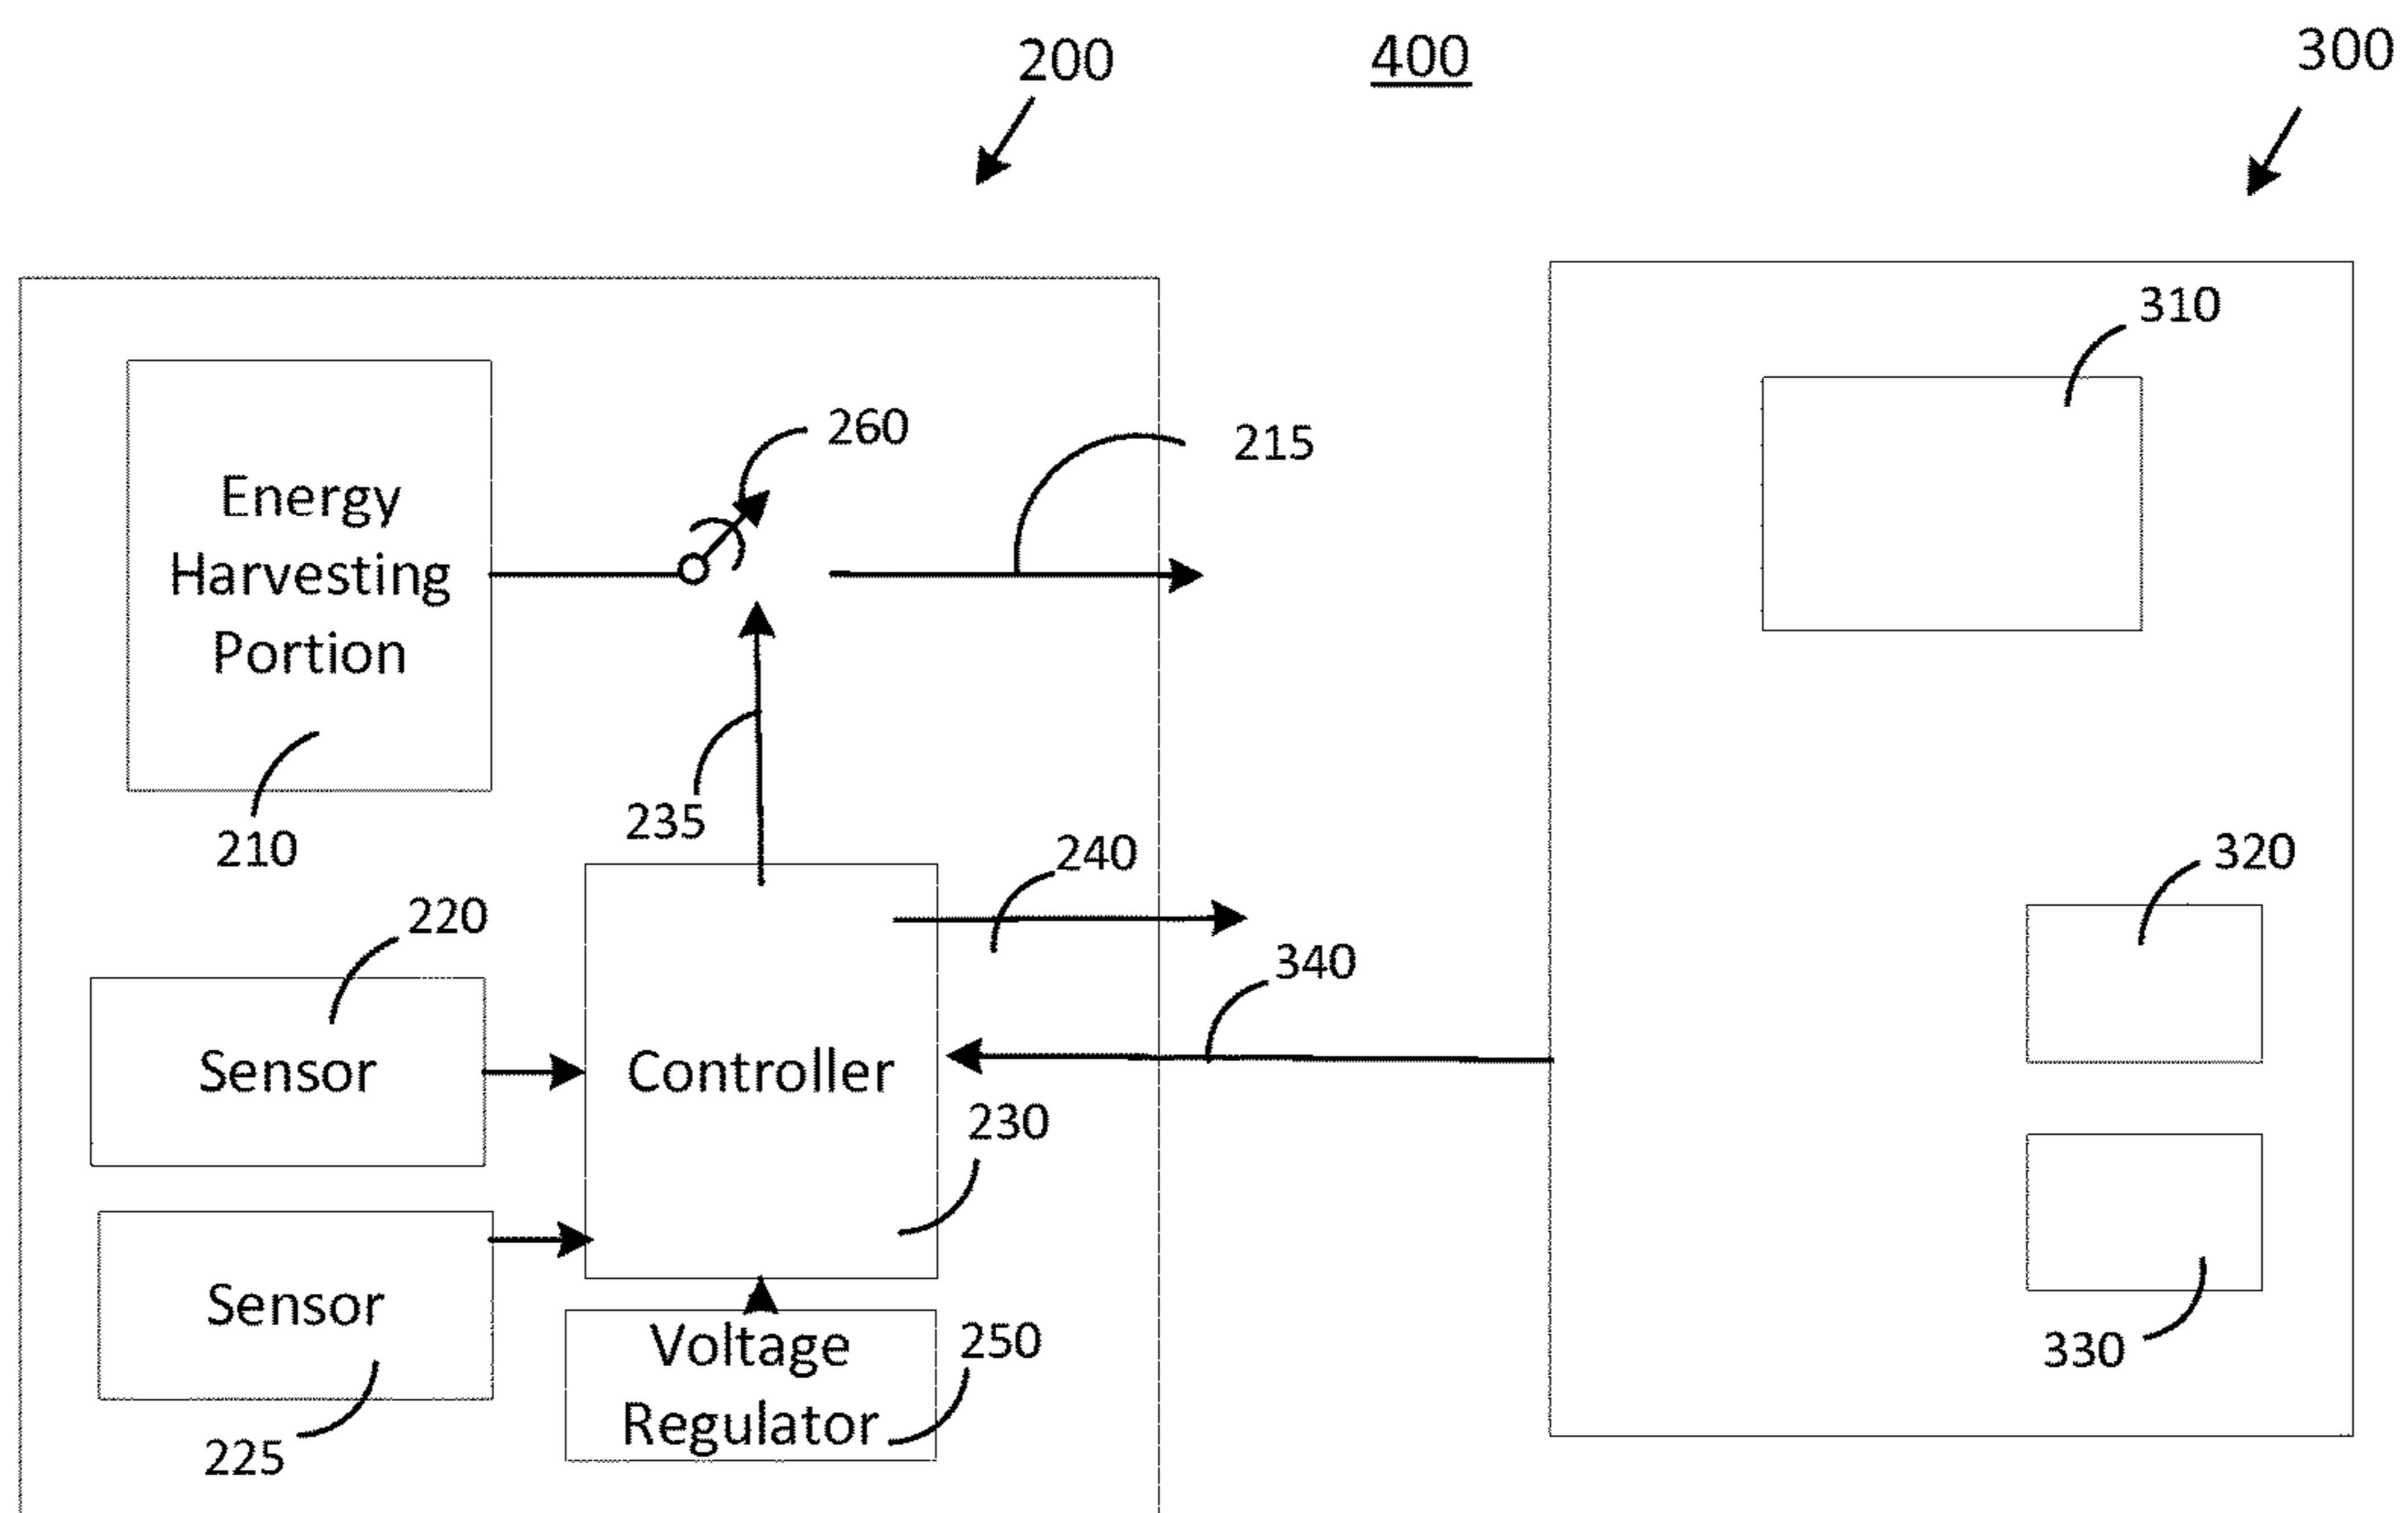 200
400
300
310
260
215
Energy
Harvesting
Portion
235
210
240
320
220
340
Sensor
Controller
230
Sensor
Voltage
250
330
Regulator
225